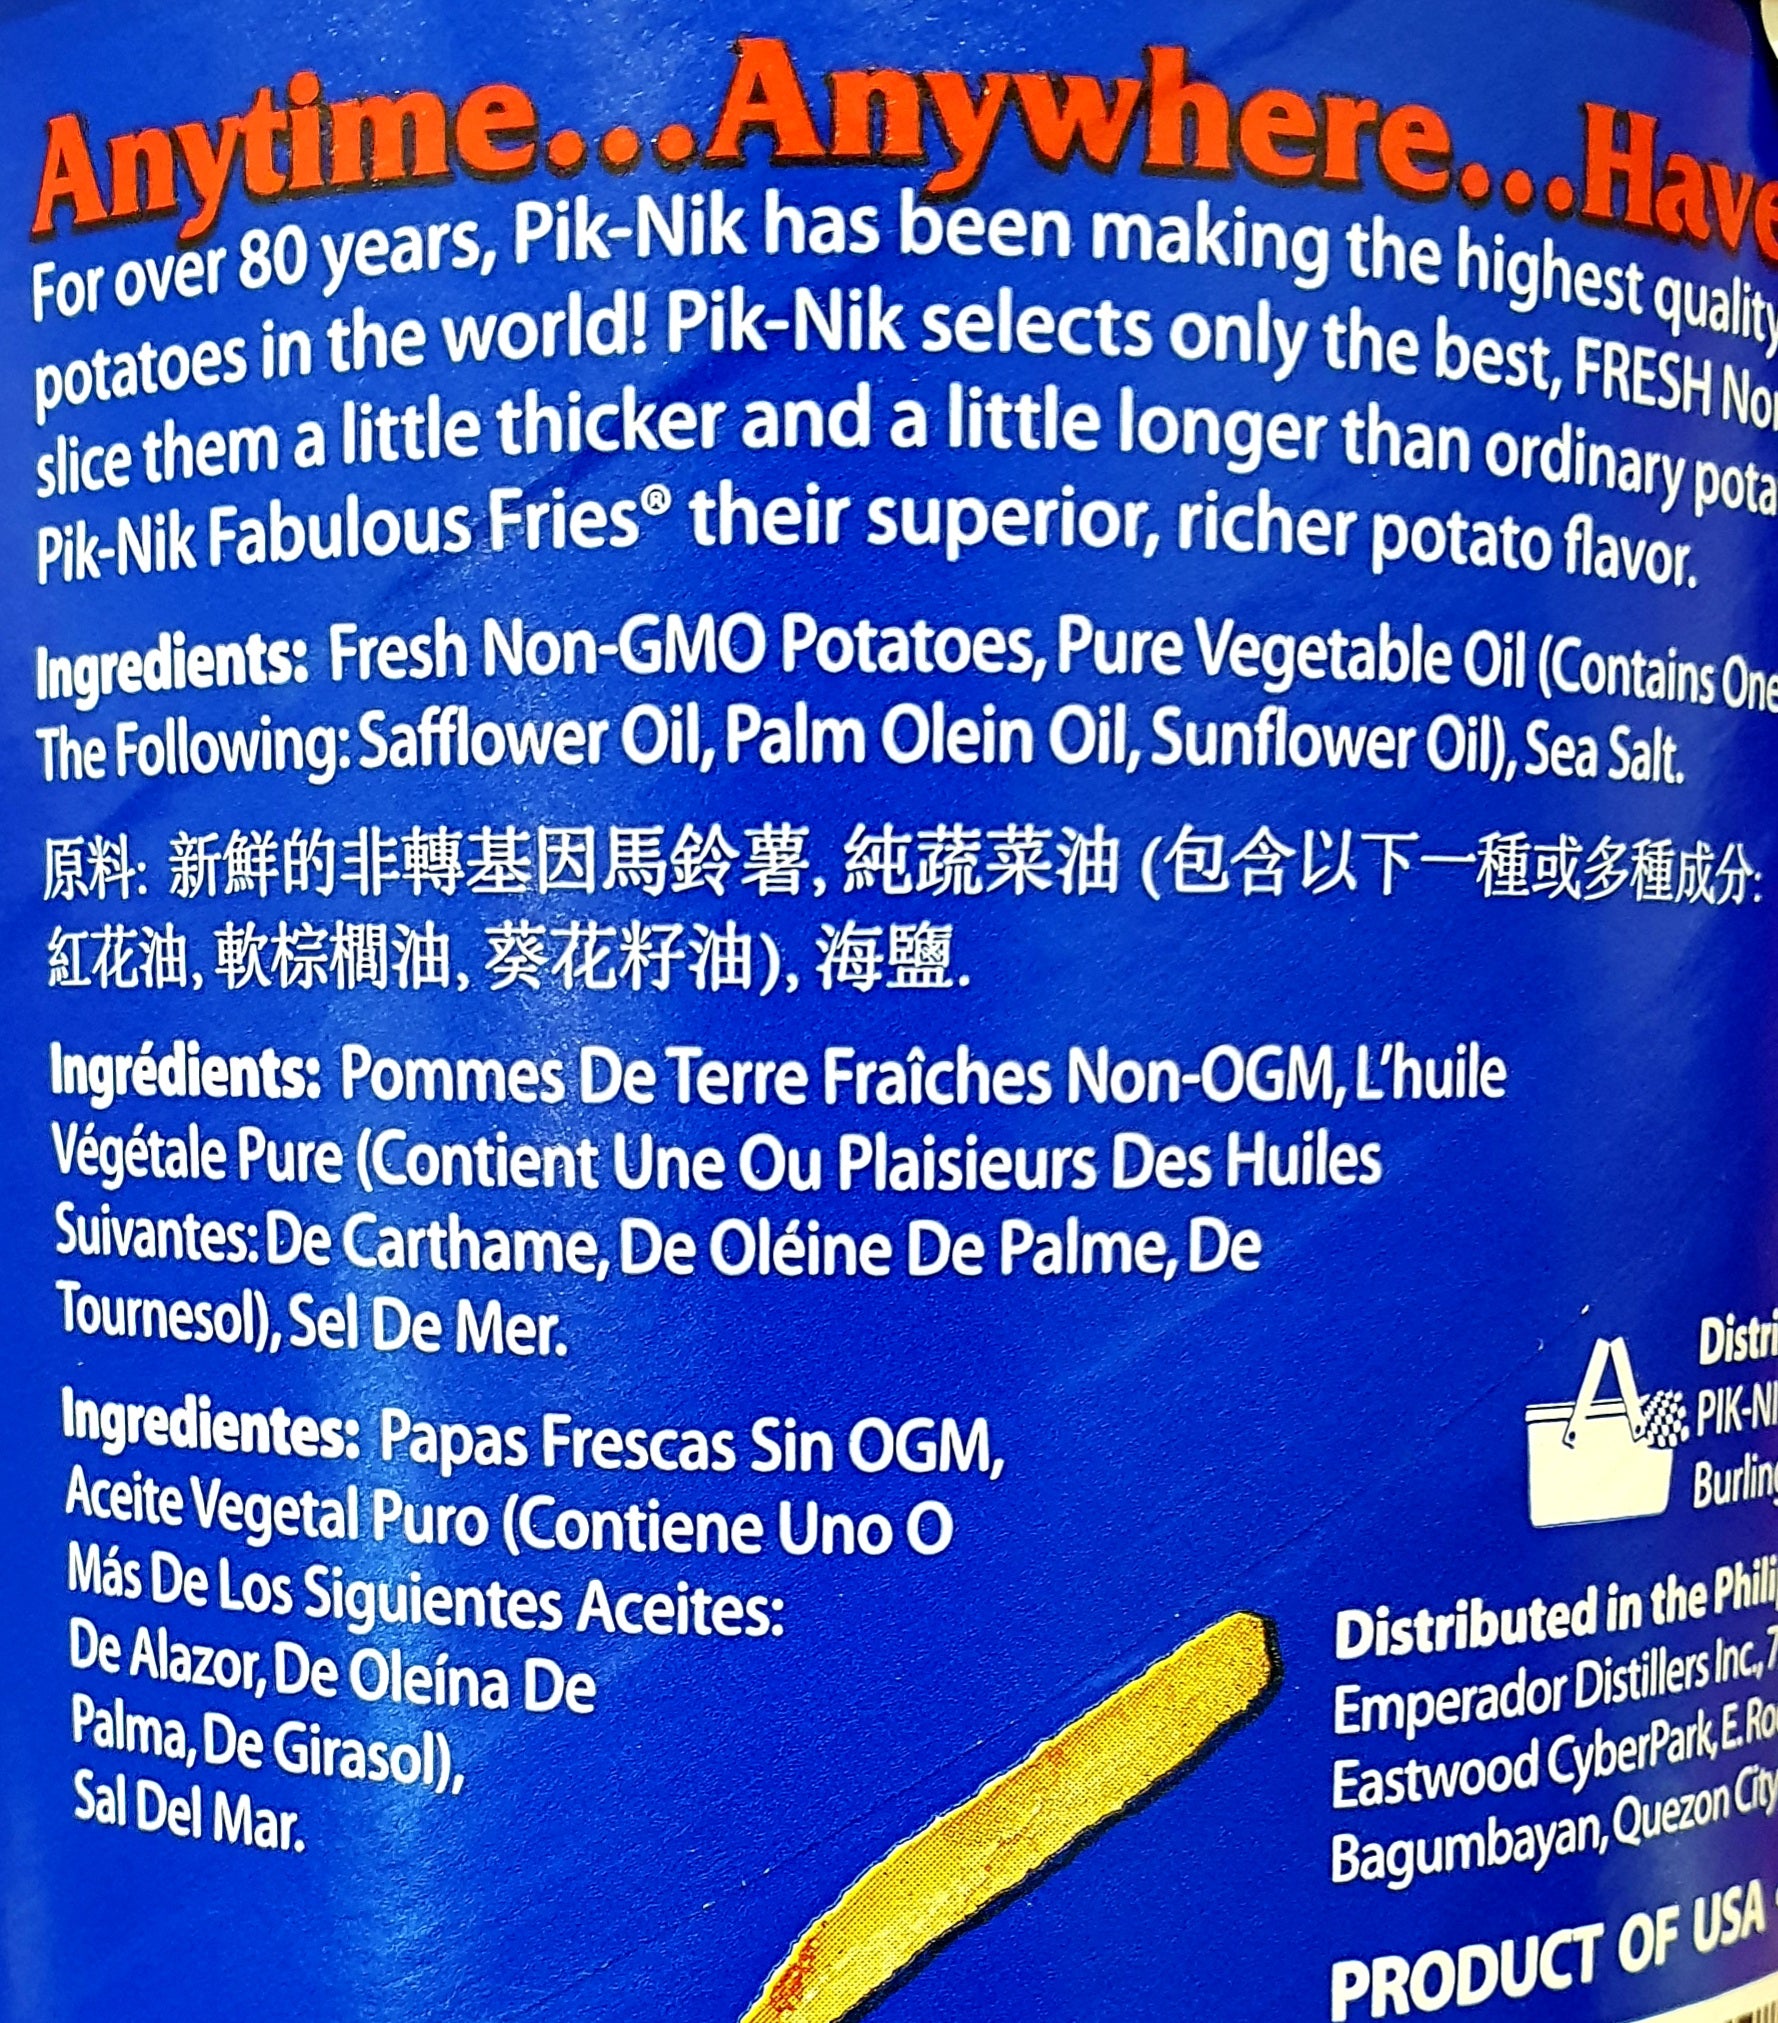 Anytime...Anywhere...Have
For over 80 years, Pik-Nik has been making the highest quality
potatoes in the world! Pik-Nik selects only the best, FRESH
slice them a little thicker and a little longer than ordinary
Pik-Nik Fabulous Fries® their superior, richer potato flavor.
Ingredients: Fresh Non-GMO Potatoes, Pure Vegetable Oil (Contains One
The Following: Safflower Oil, Palm Olein Oil, Sunflower Oil), Sea Salt.
原料: 新鮮的非轉基因馬鈴薯, 純蔬菜油 (包含以下一種或多種成分:
紅花油, 軟棕櫚油, 葵花籽油), 海鹽.
Ingrédients: Pommes De Terre Fraîches Non-OGM, L'huile
Végétale Pure (Contient Une Ou Plaisieurs Des Huiles
Suivantes: De Carthame, De Oléine De Palme, De
Tournesol), Sel De Mer.
Ingredientes: Papas Frescas Sin OGM,
Aceite Vegetal Puro (Contiene Uno O
Más De Los Siguientes Aceites:
De Alazor, De Oleína De
Palma, De Girasol),
Sal Del Mar.
Distri
PIK-NI
Burling
Distributed in the Phili
Emperador Distillers Inc., 7
Eastwood CyberPark, E. Ro
Bagumbayan, Quezon City
PRODUCT OF USA